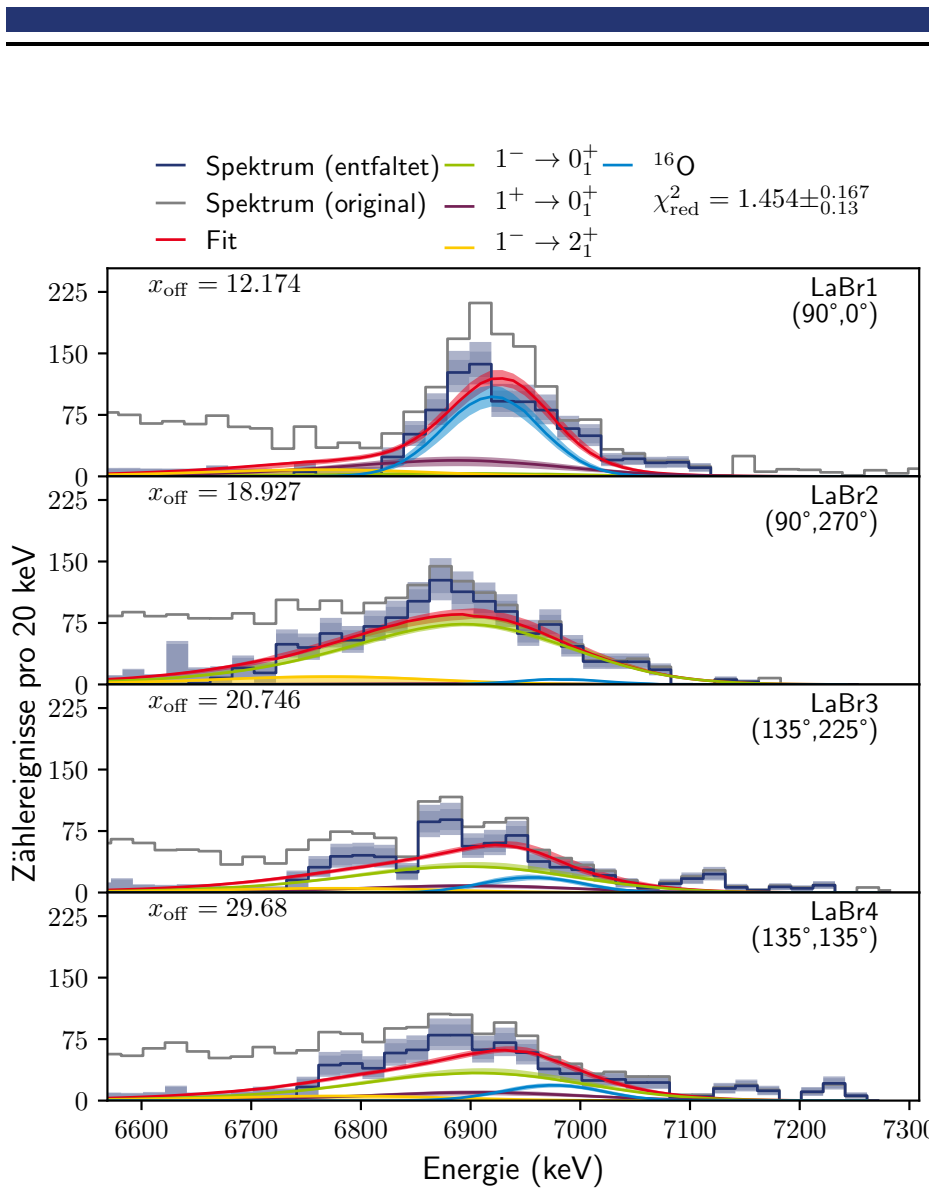 Spektrum (entfaltet) 1⁻ → 0₁⁺ ¹⁶O
Spektrum (original) 1⁺ → 0₁⁺ χ²_red = 1.454±^0.167_0.13
Fit 1⁻ → 2₁⁺
x_off = 12.174 LaBr1
(90°,0°)
225
150
75
0
x_off = 18.927 LaBr2
(90°,270°)
225
150
75
0
x_off = 20.746 LaBr3
(135°,225°)
225
150
75
0
x_off = 29.68 LaBr4
(135°,135°)
225
150
75
0
Zählereignisse pro 20 keV
6600 6700 6800 6900 7000 7100 7200 7300
Energie (keV)